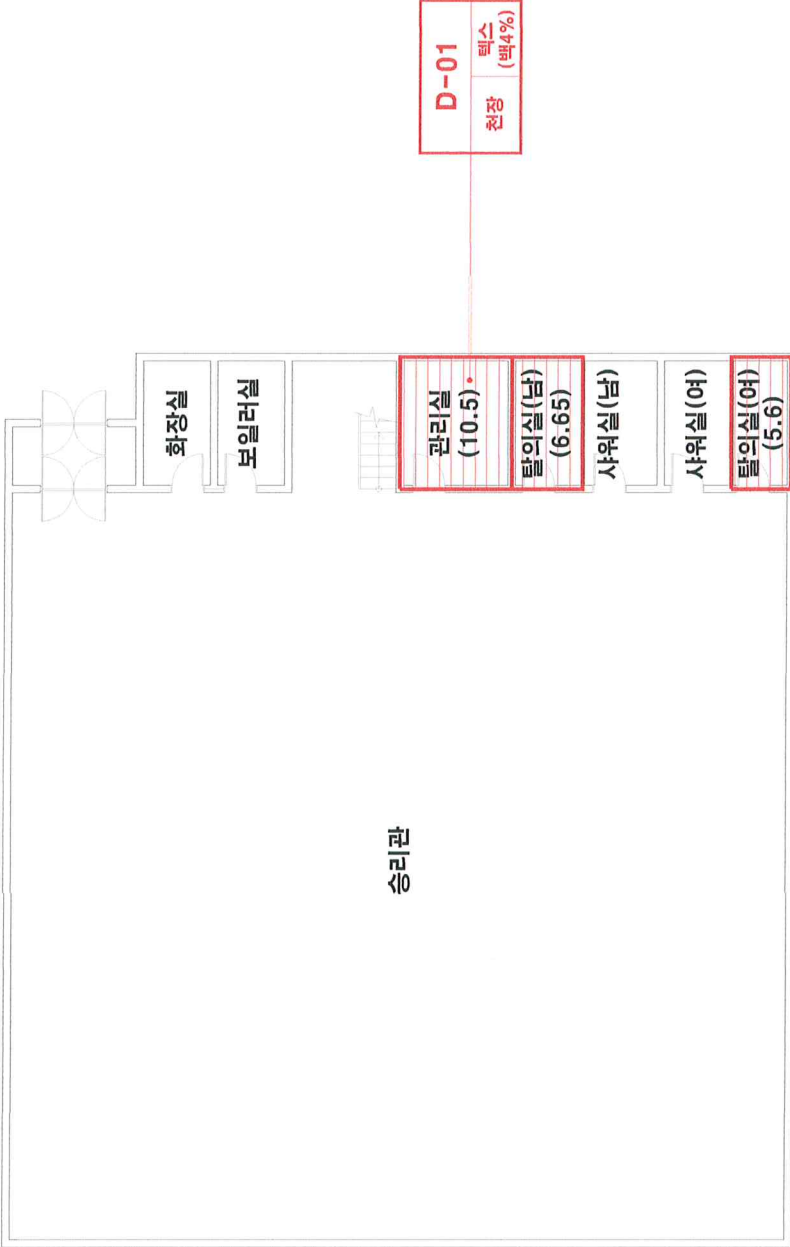 D-01
천장
텍스
(백4%)
화장실
보일러실
관리실
(10.5)
탈의실(남)
(6.65)
샤워실(남)
샤워실(여)
탈의실(여)
(5.6)
승리관